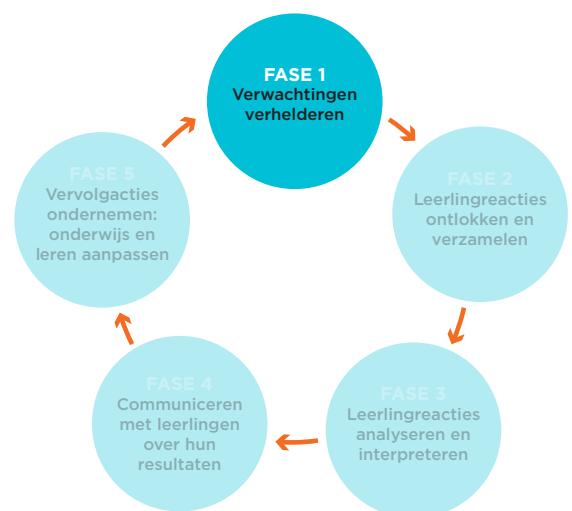 FASE 1
Verwachtingen
verhelderen
FASE 2
Leerlingreacties
ontlokken en
verzamelen
FASE 3
Leerlingreacties
analyseren en
interpreteren
FASE 4
Communiceren
met leerlingen
over hun
resultaten
FASE 5
Vervolgacties
ondernemen:
onderwijs en
leren aanpassen